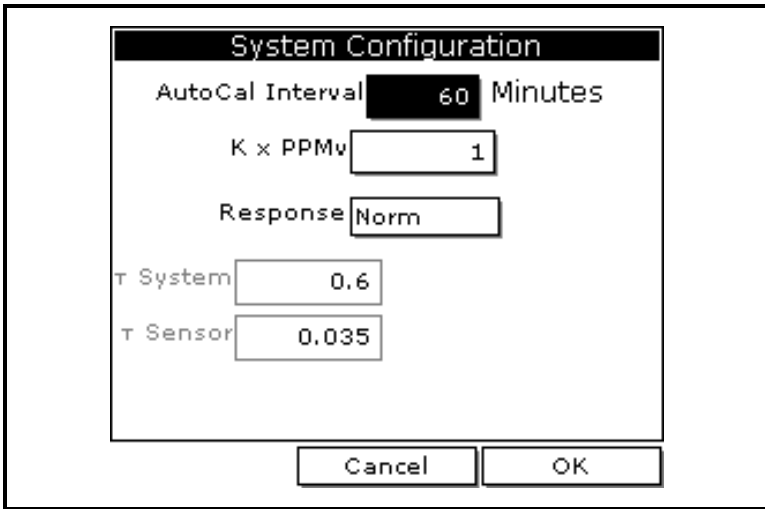 System Configuration
AutoCal Interval 60 Minutes
K x PPMv 1
Response Norm
τ System 0.6
τ Sensor 0.035
Cancel OK